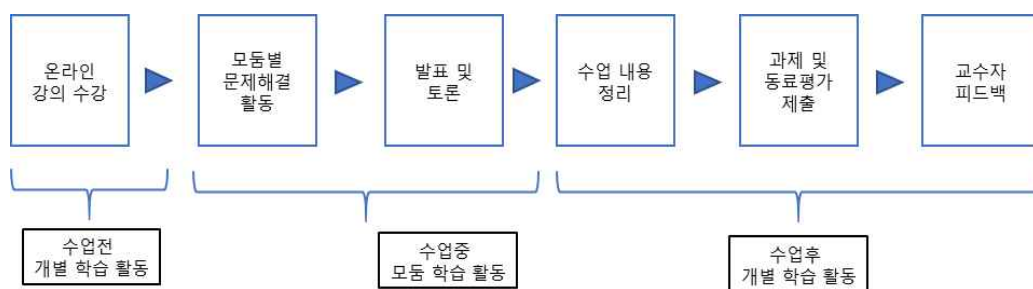 온라인
강의 수강
모둠별
문제해결
활동
발표 및
토론
수업 내용
정리
과제 및
동료평가
제출
교수자
피드백
수업전
개별 학습 활동
수업중
모둠 학습 활동
수업후
개별 학습 활동